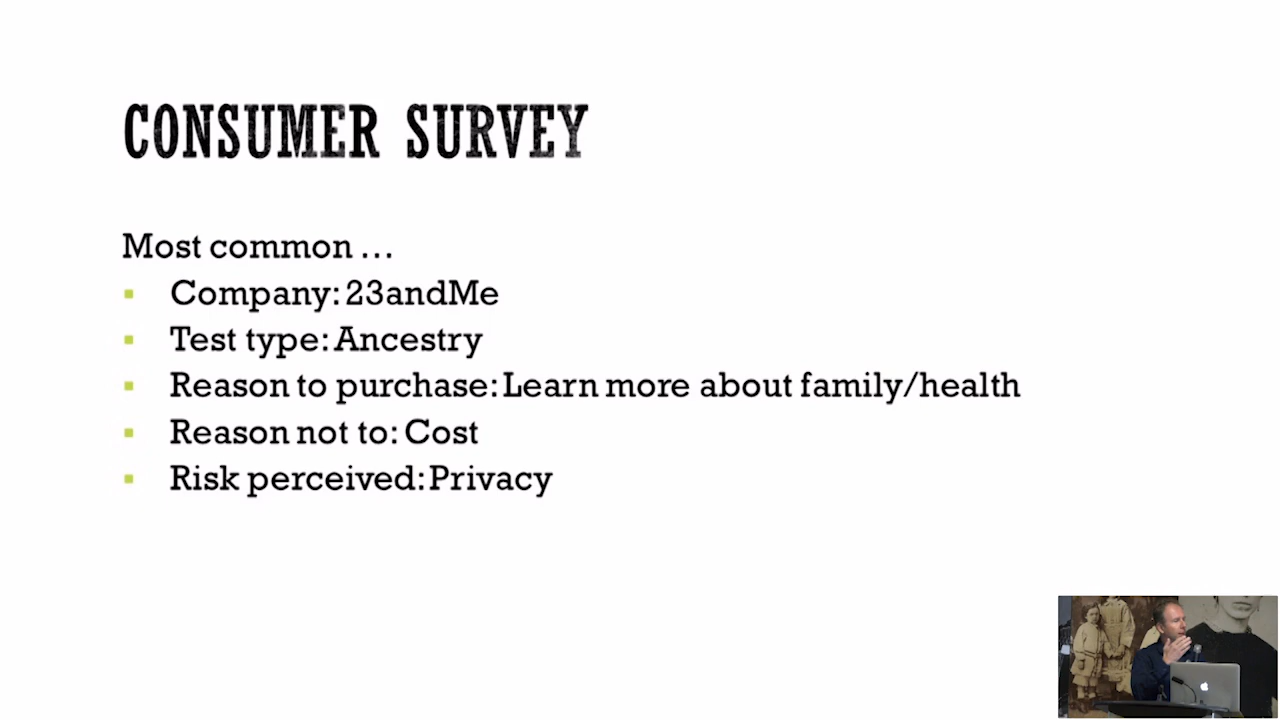 CONSUMER SURVEY
Most common ...
Company: 23andMe
Test type: Ancestry
Reason to purchase: Learn more about family/health
Reason not to: Cost
Risk perceived: Privacy